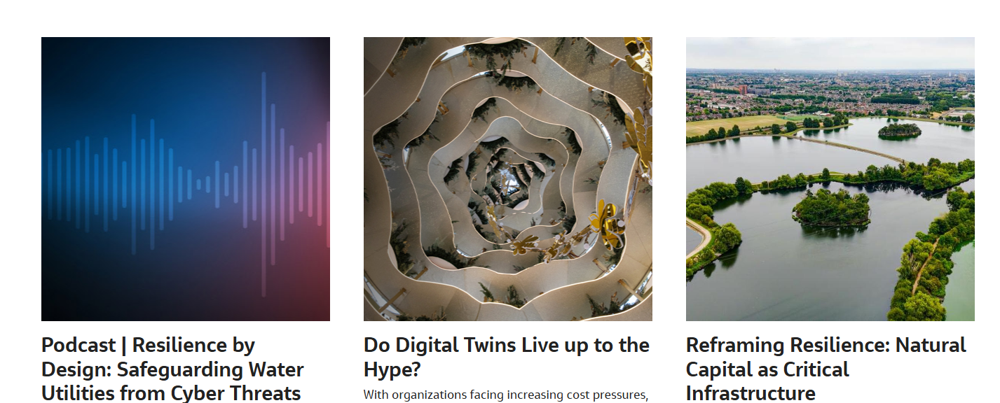 Podcast | Resilience by
Design: Safeguarding Water
Utilities from Cyber Threats
Do Digital Twins Live up to the
Hype?
With organizations facing increasing cost pressures,
Reframing Resilience: Natural
Capital as Critical
Infrastructure